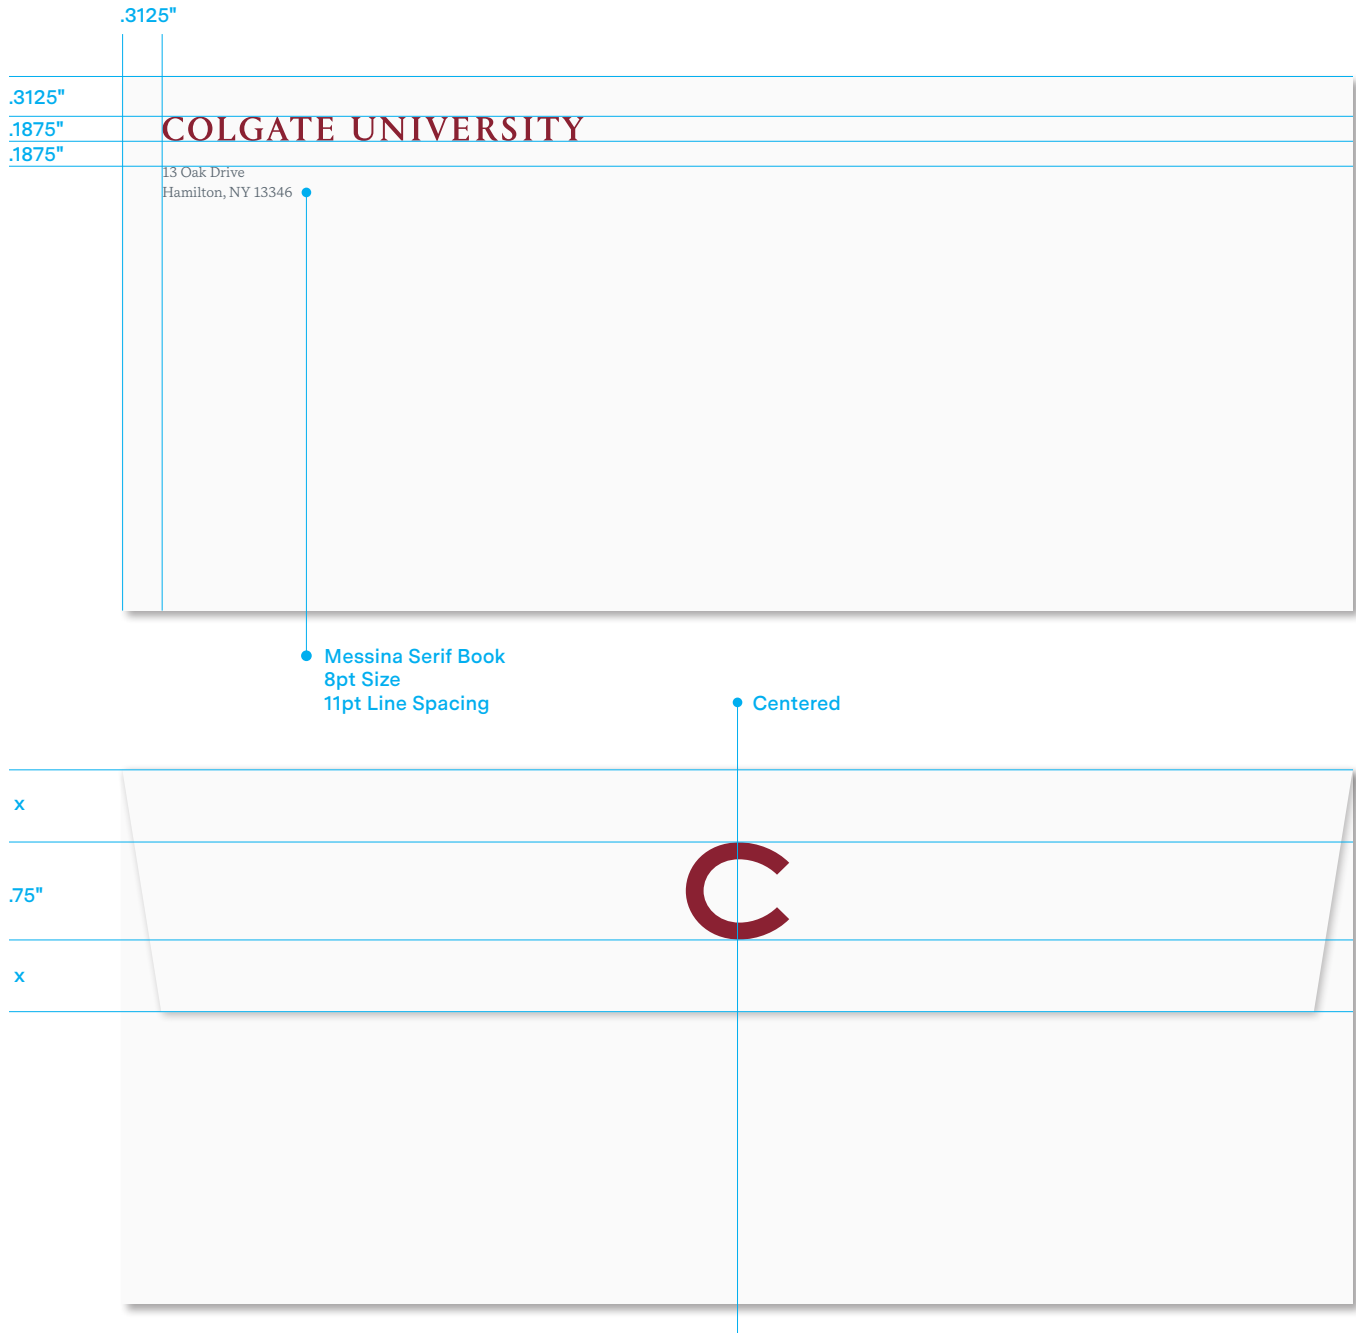 .3125"
.3125"
.1875"
COLGATE UNIVERSITY
.1875"
13 Oak Drive
Hamilton, NY 13346
Messina Serif Book
8pt Size
11pt Line Spacing
Centered
x
.75"
C
x